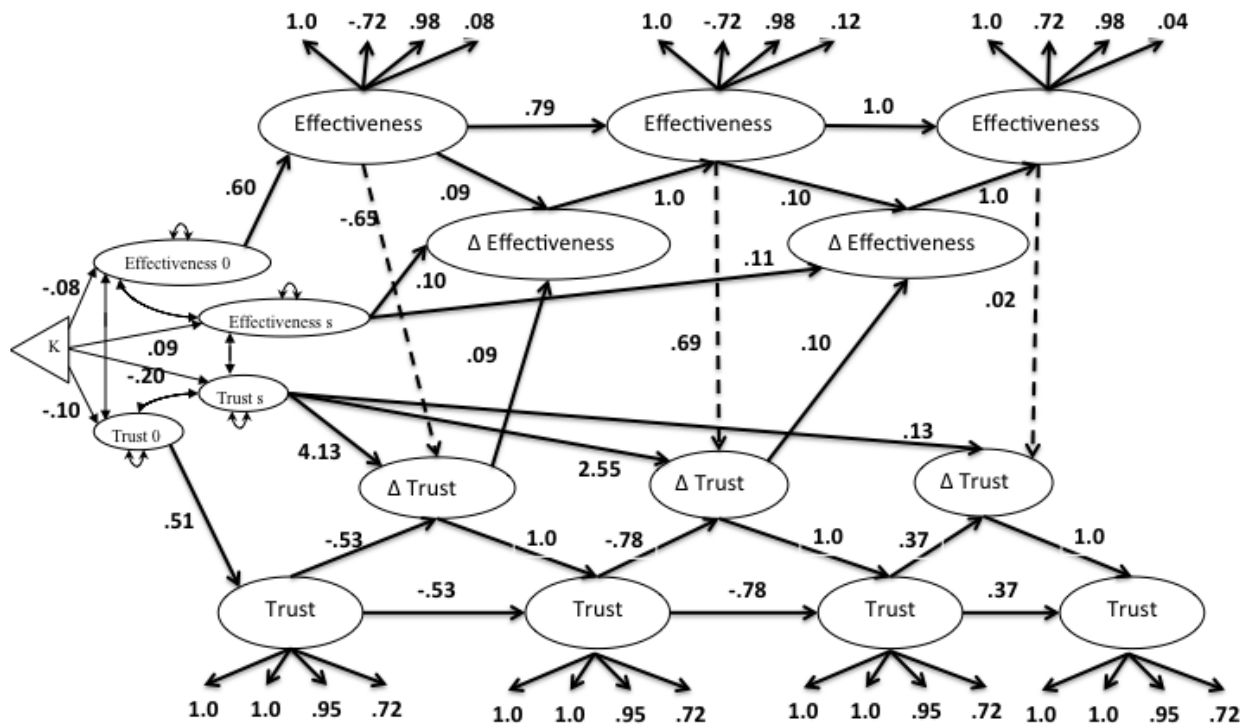 1.0 -.72 .98 .08 1.0 -.72 .98 .12 1.0 .72 .98 .04
Effectiveness .79 Effectiveness 1.0 Effectiveness
.60 -.65 .09 1.0 .10 1.0
Effectiveness 0 Δ Effectiveness Δ Effectiveness
-.08 .10 .11
Effectiveness s .02
K .09 .09 .69 .10
-.20
Trust s
-.10
Trust 0 .13
4.13 2.55
Δ Trust Δ Trust Δ Trust
.51
-.53 1.0 -.78 1.0 .37 1.0
Trust -.53 Trust -.78 Trust .37 Trust
1.0 1.0 .95 .72 1.0 1.0 .95 .72 1.0 1.0 .95 .72 1.0 1.0 .95 .72